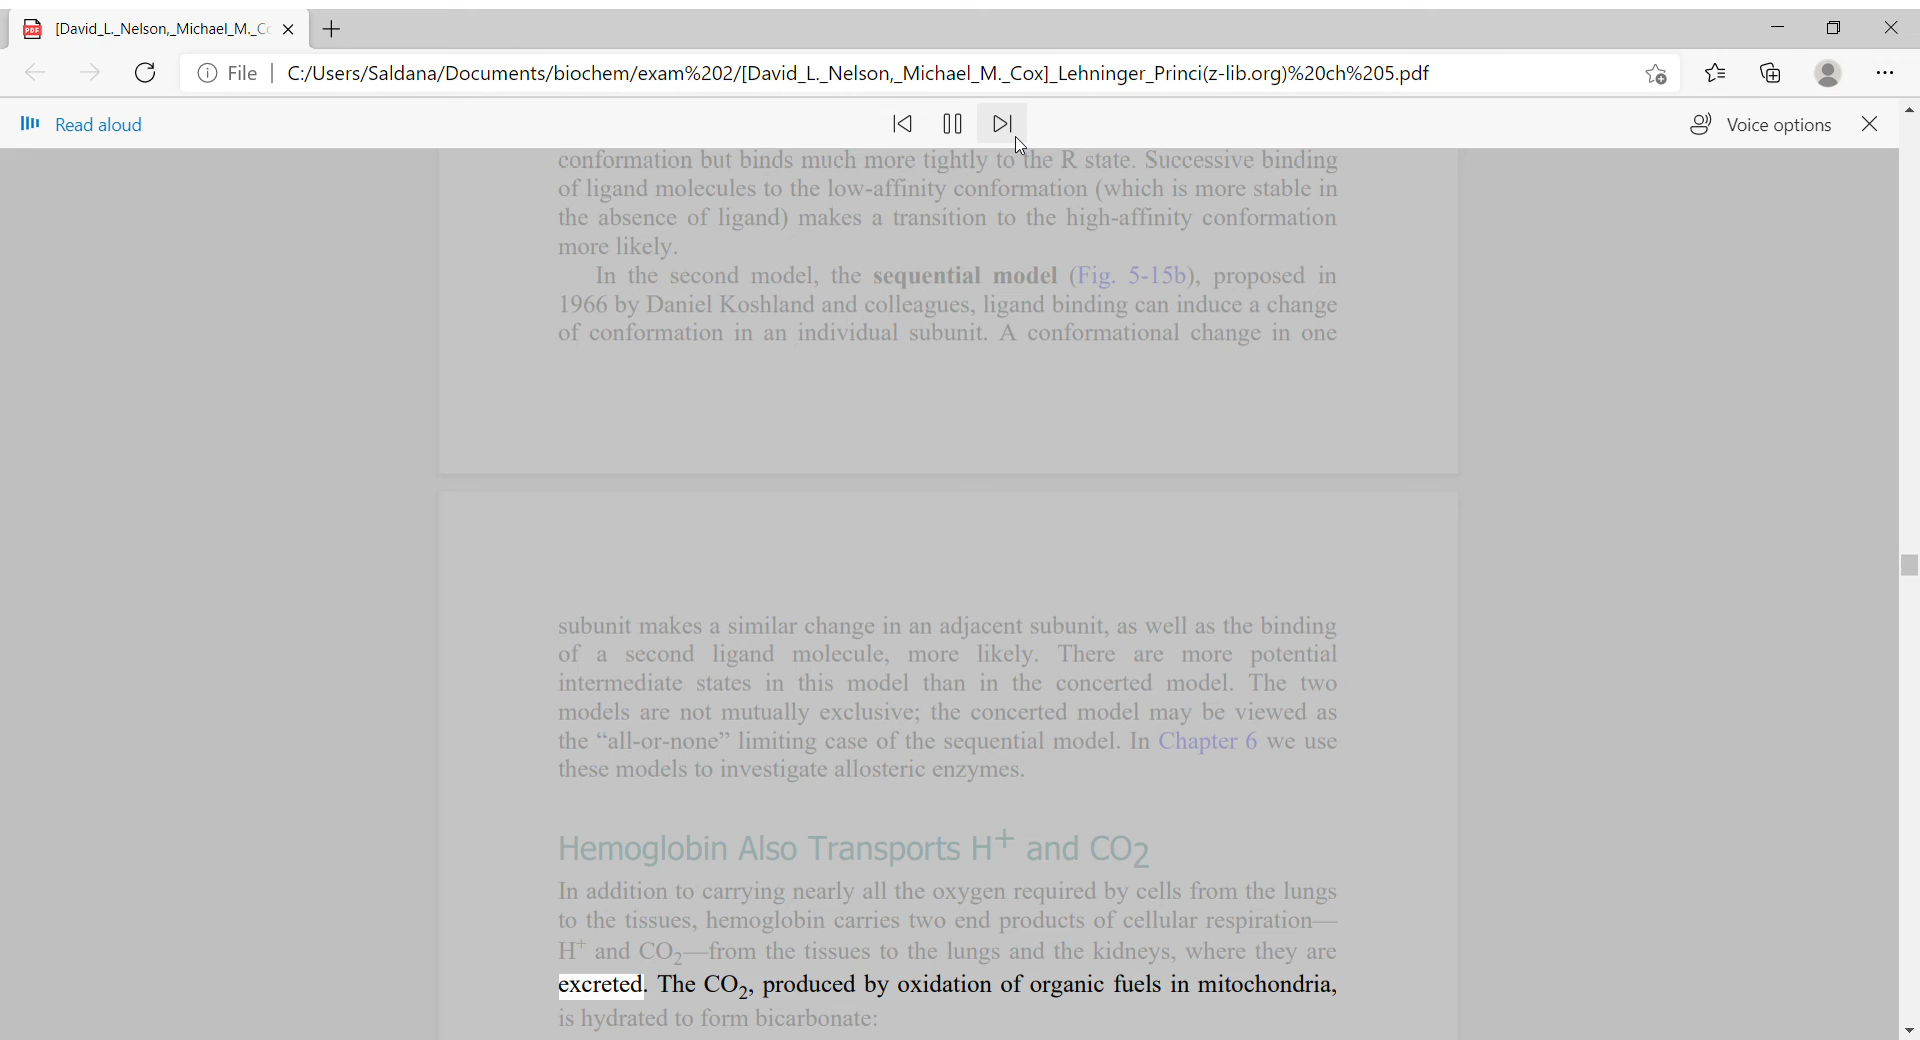 [David_L._Nelson,_Michael_M._Co
File | C:/Users/Saldana/Documents/biochem/exam%202/[David_L._Nelson,_Michael_M._Cox]_Lehninger_Princi(z-lib.org)%20ch%205.pdf
Read aloud
Voice options
conformation but binds much more tightly to the R state. Successive binding
of ligand molecules to the low-affinity conformation (which is more stable in
the absence of ligand) makes a transition to the high-affinity conformation
more likely.
In the second model, the sequential model (Fig. 5-15b), proposed in
1966 by Daniel Koshland and colleagues, ligand binding can induce a change
of conformation in an individual subunit. A conformational change in one
subunit makes a similar change in an adjacent subunit, as well as the binding
of a second ligand molecule, more likely. There are more potential
intermediate states in this model than in the concerted model. The two
models are not mutually exclusive; the concerted model may be viewed as
the “all-or-none” limiting case of the sequential model. In Chapter 6 we use
these models to investigate allosteric enzymes.
Hemoglobin Also Transports H⁺ and CO₂
In addition to carrying nearly all the oxygen required by cells from the lungs
to the tissues, hemoglobin carries two end products of cellular respiration—
H⁺ and CO₂—from the tissues to the lungs and the kidneys, where they are
excreted. The CO₂, produced by oxidation of organic fuels in mitochondria,
is hydrated to form bicarbonate: